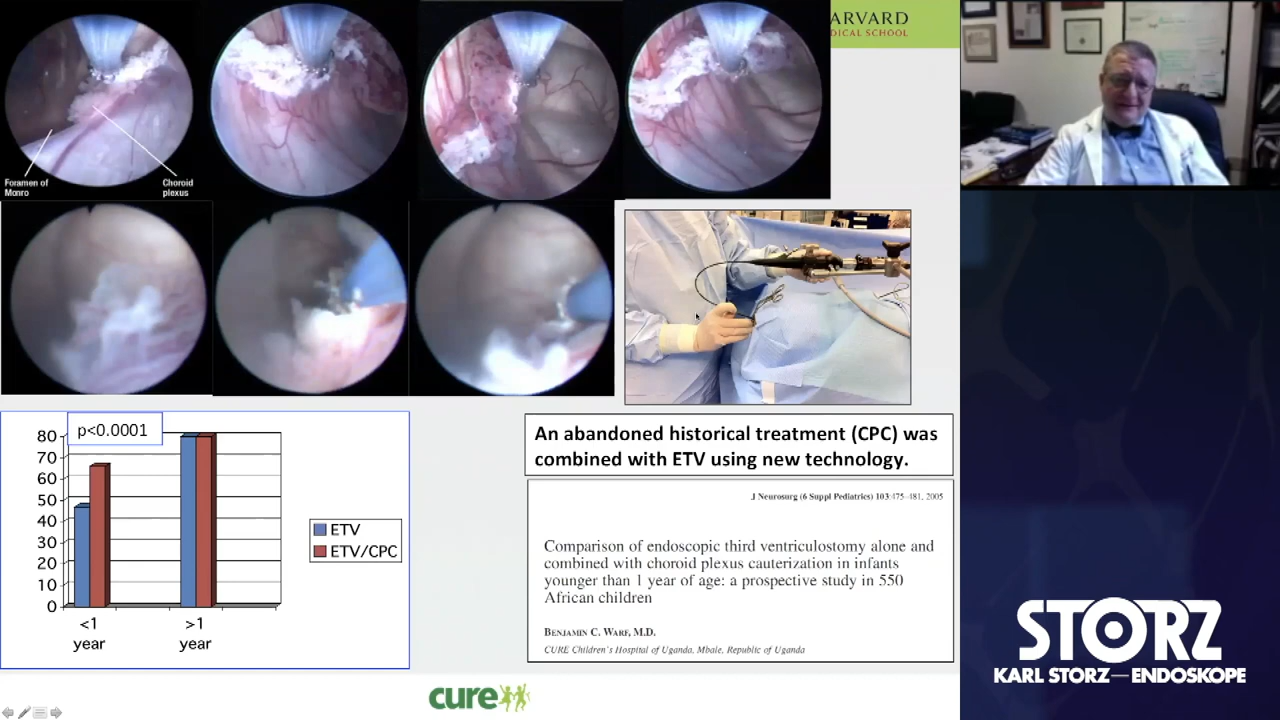 ARVARD
DICAL SCHOOL
Foramen of
Monro
Choroid
plexus
p<0.0001
80
70
60
50
40
30
20
10
0
<1
year
>1
year
ETV
ETV/CPC
An abandoned historical treatment (CPC) was
combined with ETV using new technology.
J Neurosurg (6 Suppl Pediatrics) 103:475–481, 2005
Comparison of endoscopic third ventriculostomy alone and
combined with choroid plexus cauterization in infants
younger than 1 year of age: a prospective study in 550
African children
BENJAMIN C. WARF, M.D.
CURE Children's Hospital of Uganda, Mbale, Republic of Uganda
cure
STORZ
KARL STORZ—ENDOSKOPE